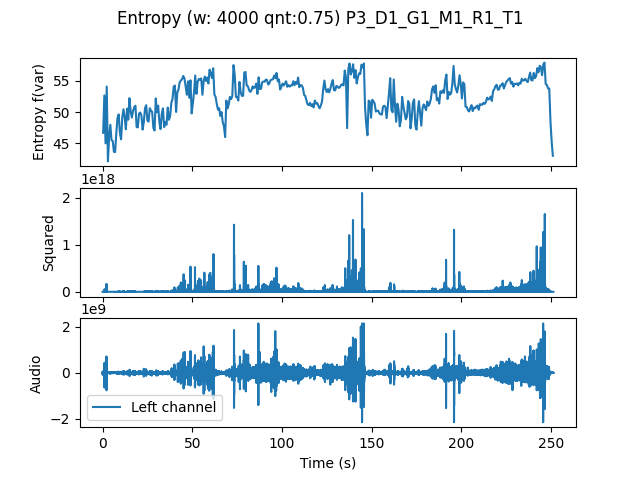 Entropy (w: 4000 qnt:0.75) P3_D1_G1_M1_R1_T1
55
50
45
Entropy f(var)
1e18
2
1
0
Squared
1e9
2
0
−2
Audio
Left channel
0 50 100 150 200 250
Time (s)